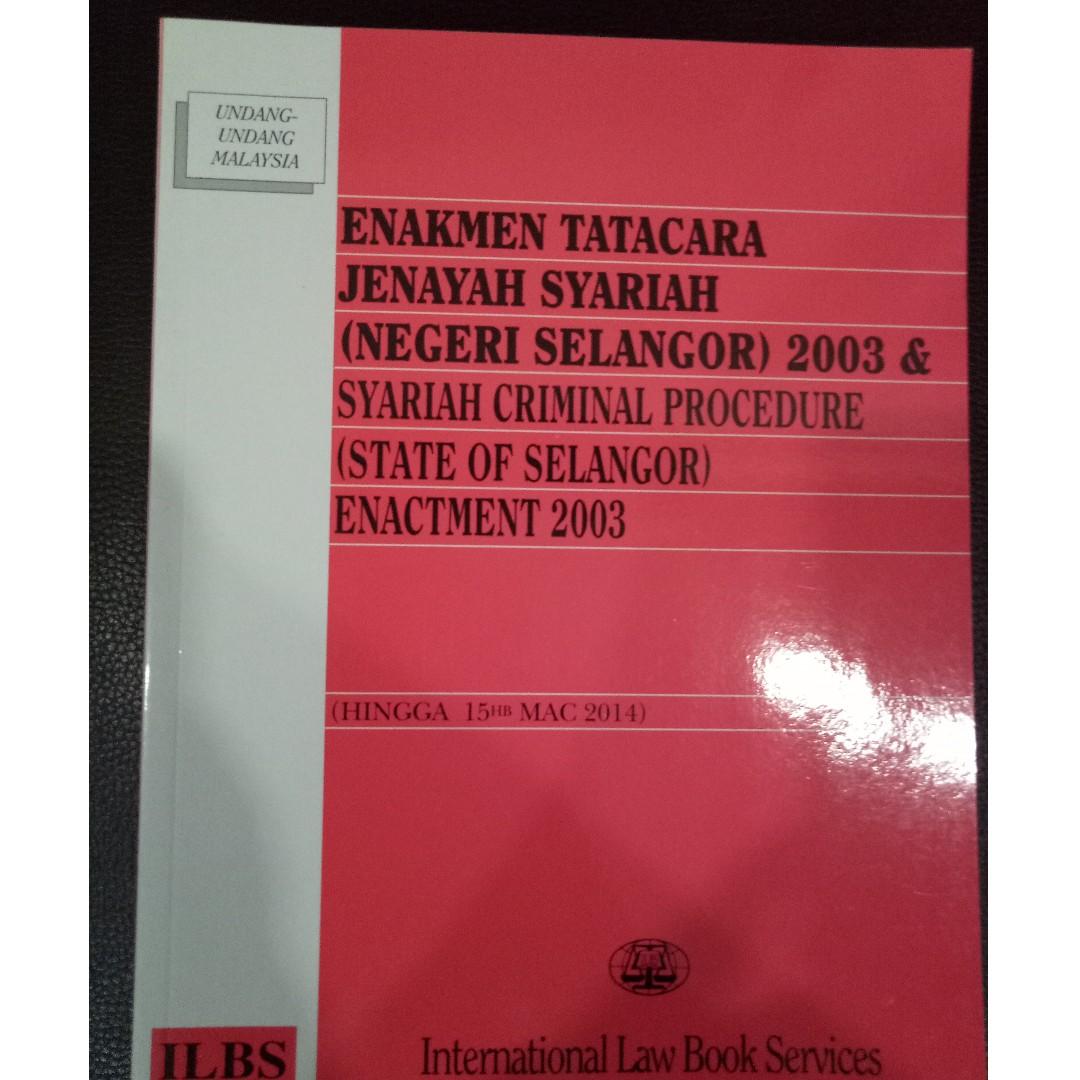 UNDANG-
UNDANG
MALAYSIA
ENAKMEN TATACARA
JENAYAH SYARIAH
(NEGERI SELANGOR) 2003 &
SYARIAH CRIMINAL PROCEDURE
(STATE OF SELANGOR)
ENACTMENT 2003
(HINGGA 15HB MAC 2014)
ILBS
International Law Book Services